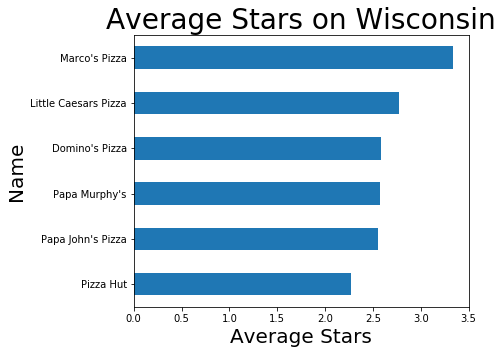 Average Stars on Wisconsin
Name
Marco's Pizza
Little Caesars Pizza
Domino's Pizza
Papa Murphy's
Papa John's Pizza
Pizza Hut
0.0 0.5 1.0 1.5 2.0 2.5 3.0 3.5
Average Stars